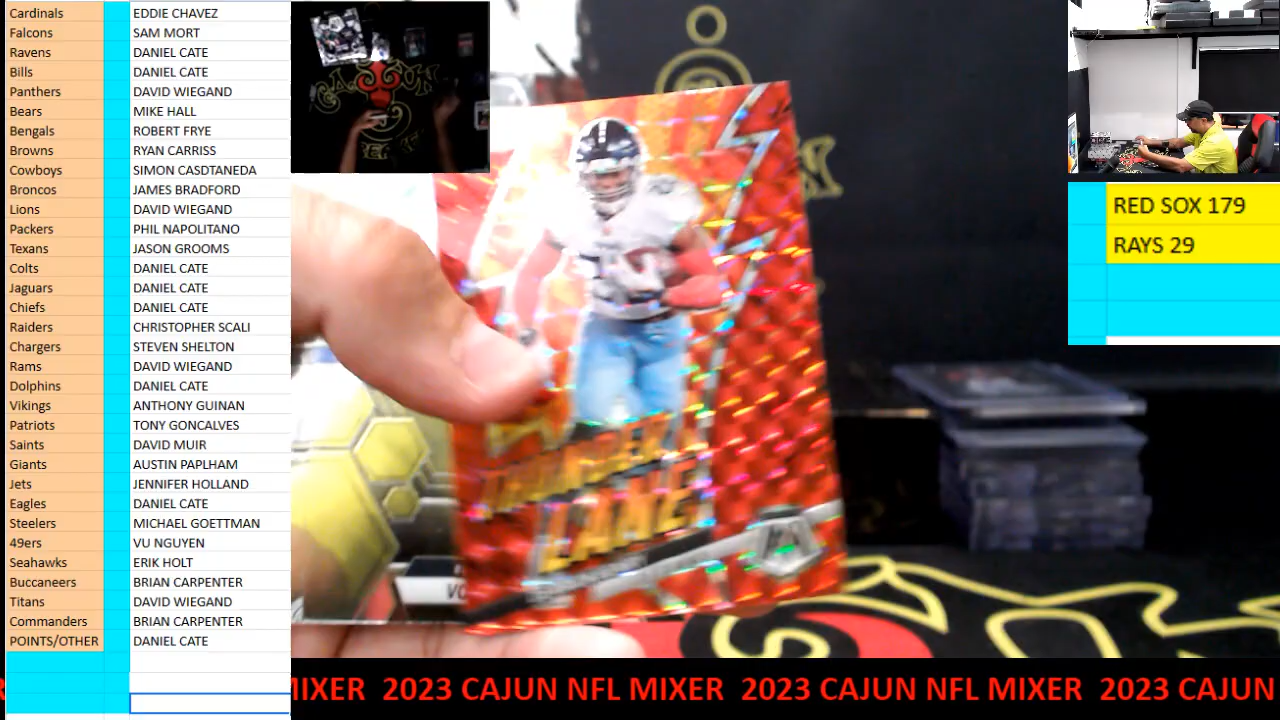 Cardinals EDDIE CHAVEZ
Falcons SAM MORT
Ravens DANIEL CATE
Bills DANIEL CATE
Panthers DAVID WIEGAND
Bears MIKE HALL
Bengals ROBERT FRYE
Browns RYAN CARRISS
Cowboys SIMON CASDTANEDA
Broncos JAMES BRADFORD
Lions DAVID WIEGAND
Packers PHIL NAPOLITANO
Texans JASON GROOMS
Colts DANIEL CATE
Jaguars DANIEL CATE
Chiefs DANIEL CATE
Raiders CHRISTOPHER SCALI
Chargers STEVEN SHELTON
Rams DAVID WIEGAND
Dolphins DANIEL CATE
Vikings ANTHONY GUINAN
Patriots TONY GONCALVES
Saints DAVID MUIR
Giants AUSTIN PAPLHAM
Jets JENNIFER HOLLAND
Eagles DANIEL CATE
Steelers MICHAEL GOETTMAN
49ers VU NGUYEN
Seahawks ERIK HOLT
Buccaneers BRIAN CARPENTER
Titans DAVID WIEGAND
Commanders BRIAN CARPENTER
POINTS/OTHER DANIEL CATE
RED SOX 179
RAYS 29
THUNDER
LANE
MIXER 2023 CAJUN NFL MIXER 2023 CAJUN NFL MIXER 2023 CAJUN